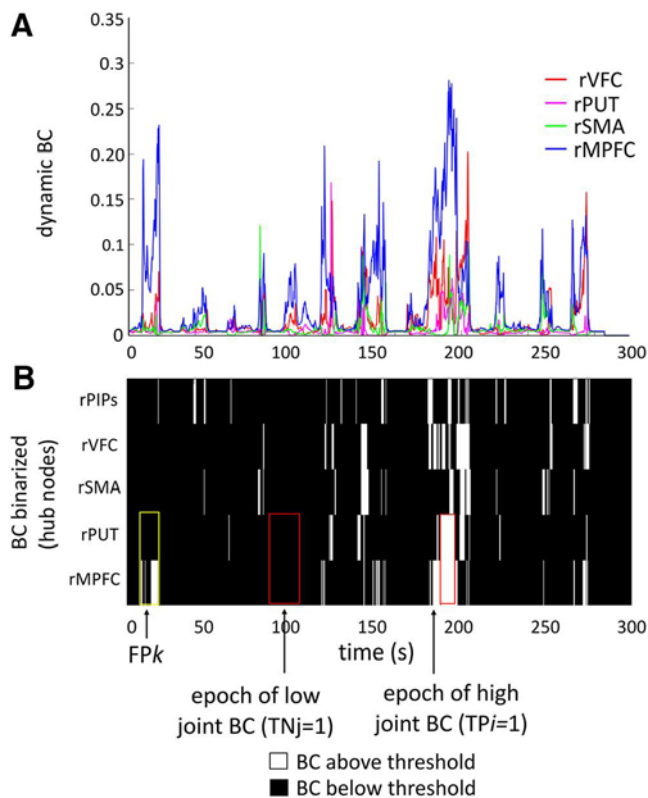 A
0.35
0.3
0.25
0.20
0.15
0.1
0.05
0
dynamic BC
rVFC
rPUT
rSMA
rMPFC
0 50 100 150 200 250 300
B
BC binarized
(hub nodes)
rPIPs
rVFC
rSMA
rPUT
rMPFC
0 50 100 150 200 250 300
FPk
time (s)
epoch of low
joint BC (TNj=1)
epoch of high
joint BC (TPi=1)
BC above threshold
BC below threshold